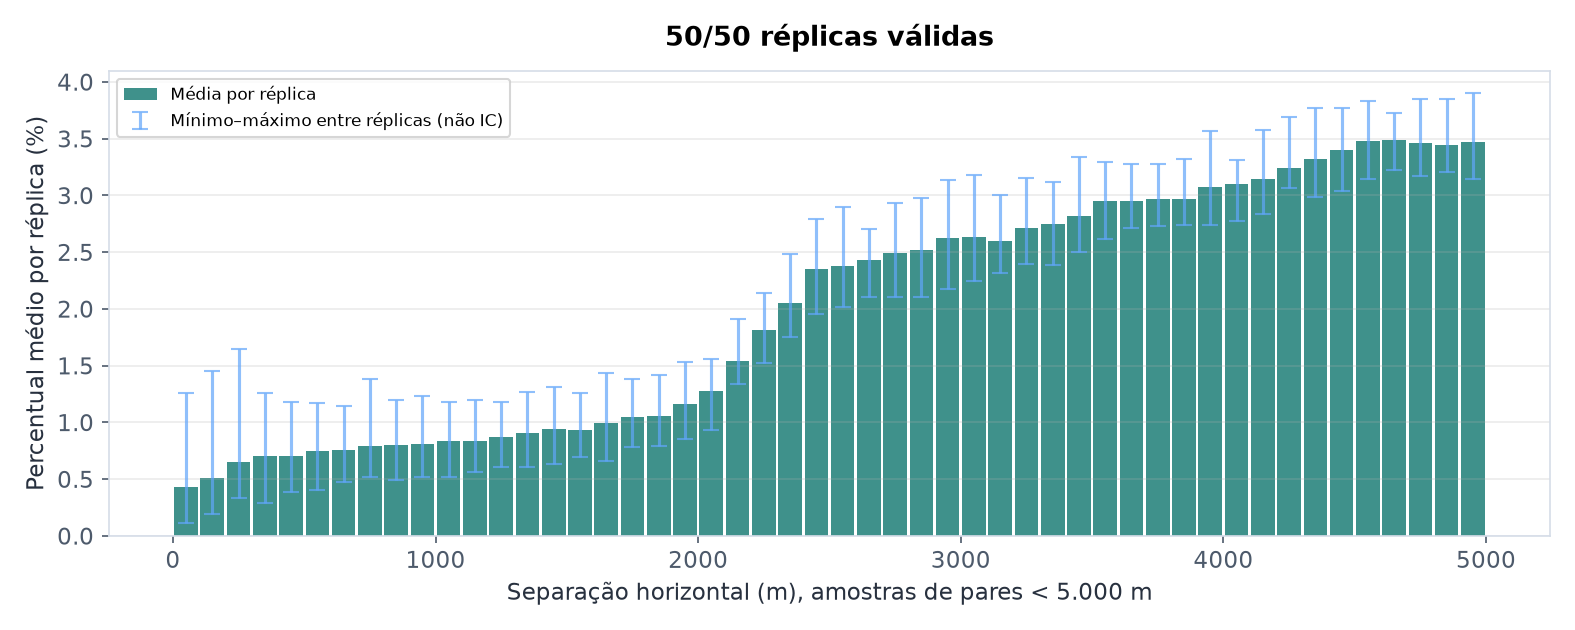 50/50 réplicas válidas
Média por réplica
Mínimo–máximo entre réplicas (não IC)
Percentual médio por réplica (%)
4.0
3.5
3.0
2.5
2.0
1.5
1.0
0.5
0.0
0 1000 2000 3000 4000 5000
Separação horizontal (m), amostras de pares < 5.000 m